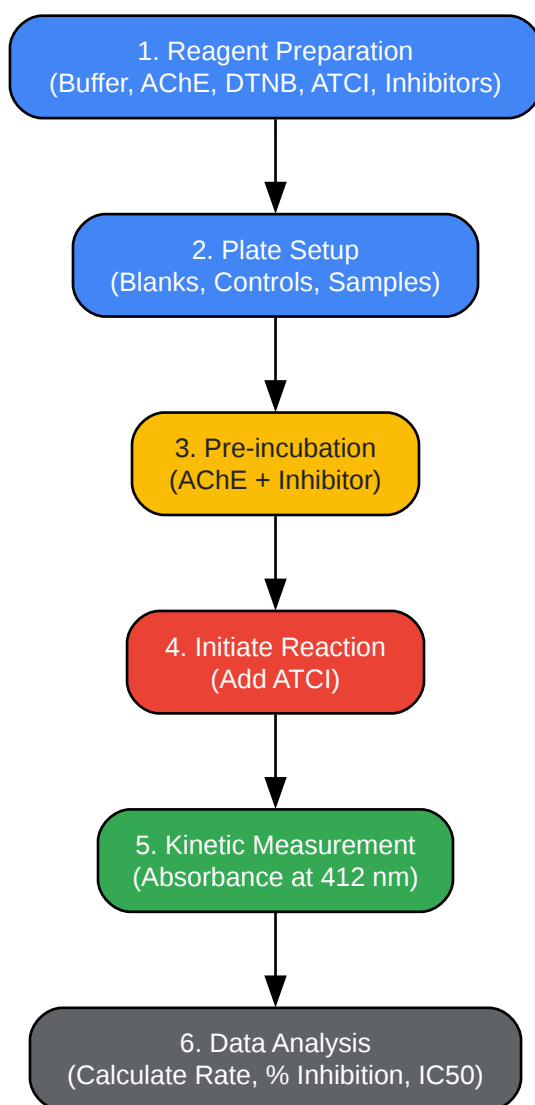 1. Reagent Preparation
(Buffer, AChE, DTNB, ATCI, Inhibitors)
2. Plate Setup
(Blanks, Controls, Samples)
3. Pre-incubation
(AChE + Inhibitor)
4. Initiate Reaction
(Add ATCI)
5. Kinetic Measurement
(Absorbance at 412 nm)
6. Data Analysis
(Calculate Rate, % Inhibition, IC50)